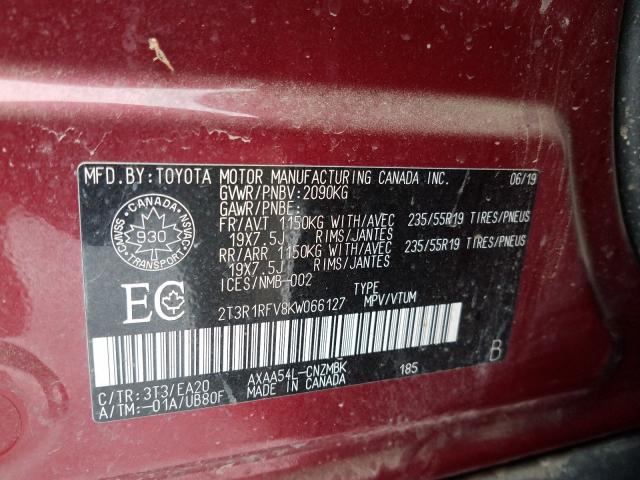 MFD.BY:TOYOTA MOTOR MANUFACTURING CANADA INC. 06/19
GVWR/PNBV:2090KG
GAWR/PNBE:
FR/AVT 1150KG WITH/AVEC 235/55R19 TIRES/PNEUS
19X7.5J RIMS/JANTES
RR/ARR 1150KG WITH/AVEC 235/55R19 TIRES/PNEUS
19X7.5J RIMS/JANTES
ICES/NMB-002
CANADA
CMVSS NSVAC
930
TRANSPORT
EC
2T3R1RFV8KW066127 TYPE MPV/VTUM
B
C/TR:3T3/EA20 AXAA54L-CNZMBK 185
A/TM:-01A/UB80F MADE IN CANADA